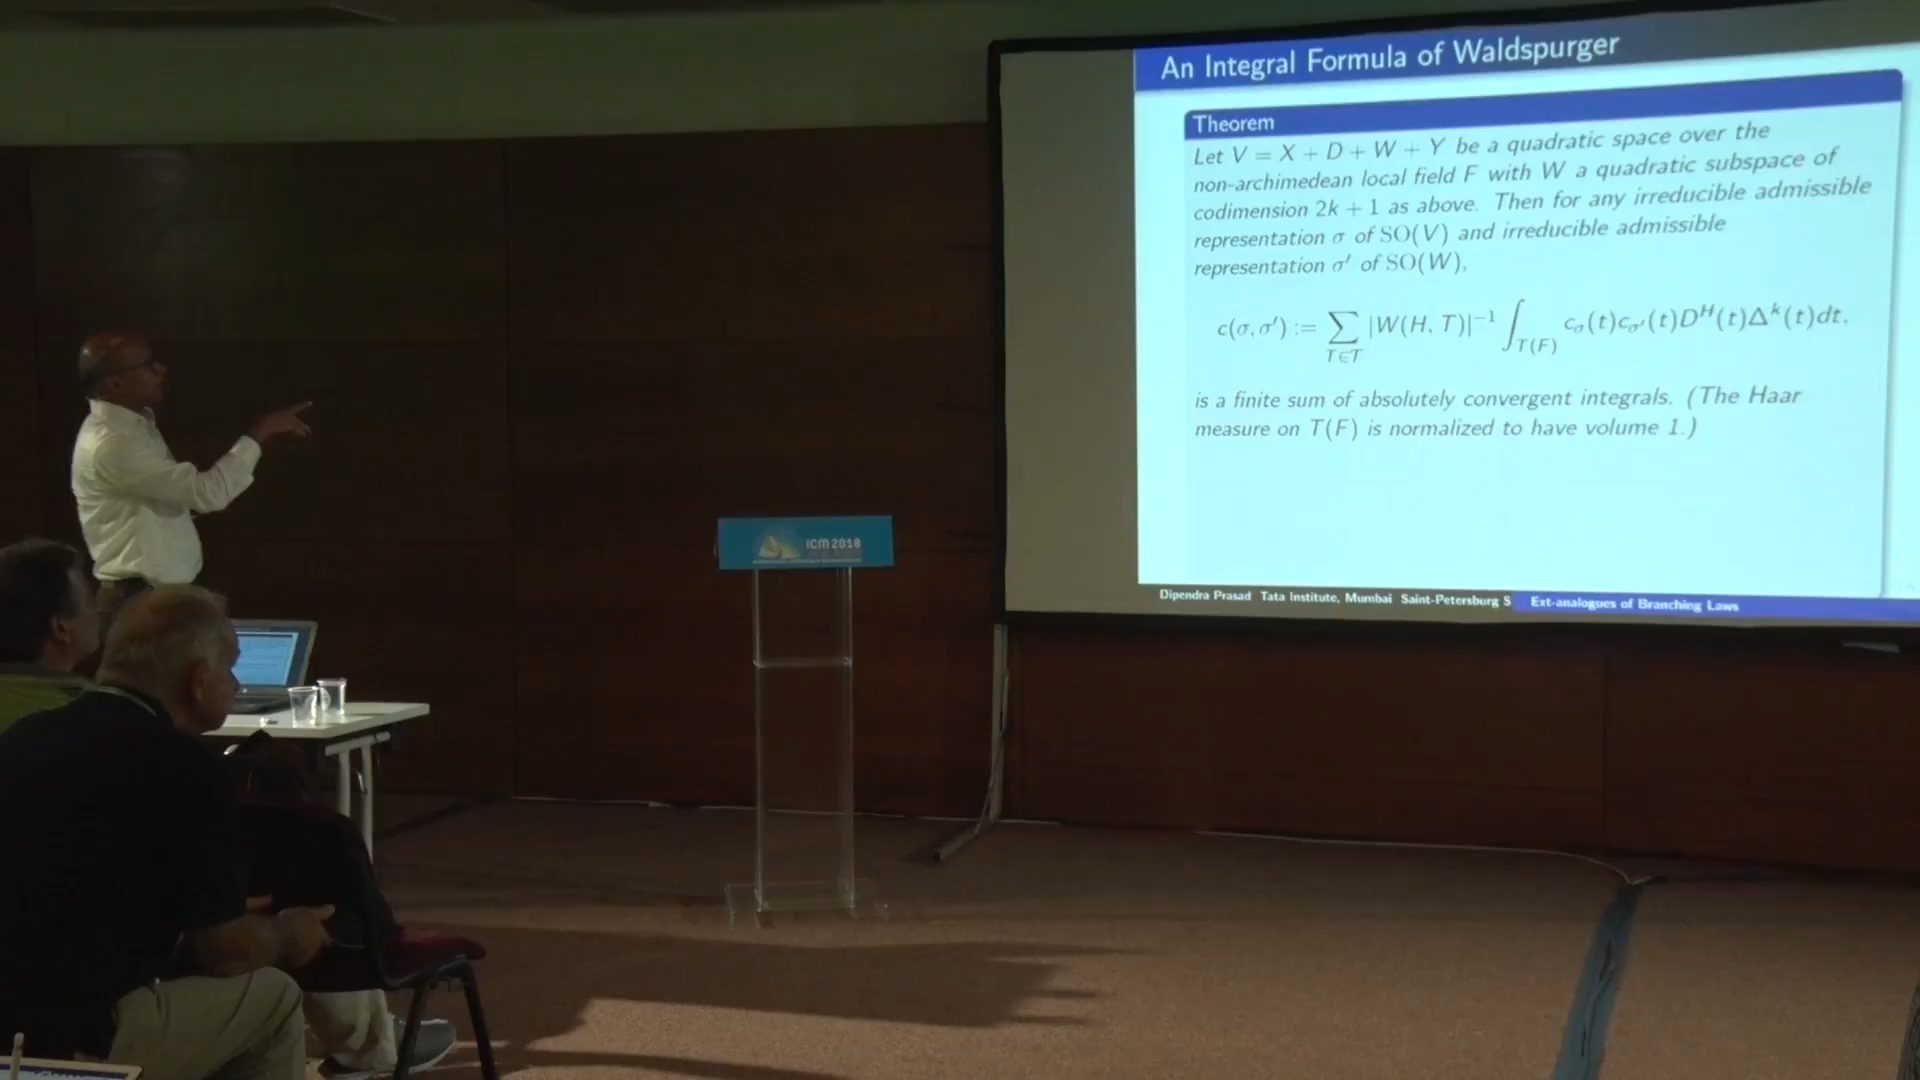 An Integral Formula of Waldspurger
Theorem
Let V = X + D + W + Y be a quadratic space over the
non-archimedean local field F with W a quadratic subspace of
codimension 2k + 1 as above. Then for any irreducible admissible
representation σ of SO(V) and irreducible admissible
representation σ′ of SO(W),
c(σ, σ′) := ∑_{T∈T} |W(H, T)|⁻¹ ∫_{T(F)} c_σ(t)c_σ′(t)D^H(t)Δ^k(t)dt.
is a finite sum of absolutely convergent integrals. (The Haar
measure on T(F) is normalized to have volume 1.)
Dipendra Prasad Tata Institute, Mumbai Saint-Petersburg S Ext-analogues of Branching Laws
ICM 2018